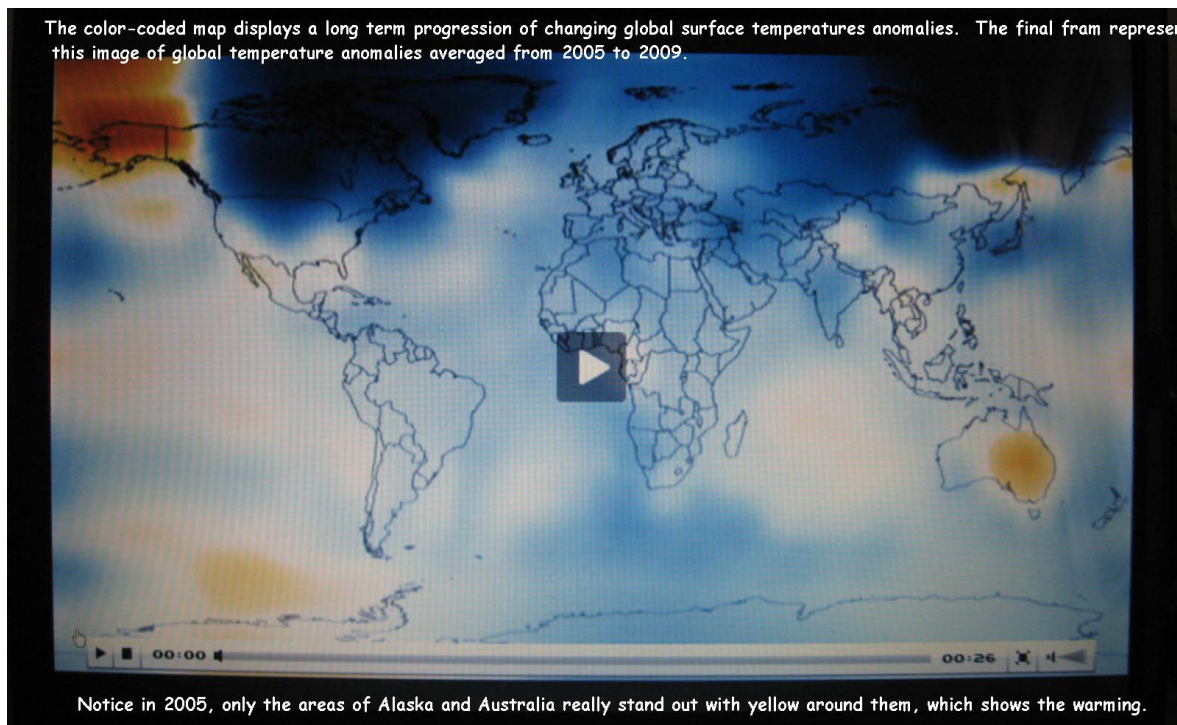 The color-coded map displays a long term progression of changing global surface temperatures anomalies. The final fram represe
this image of global temperature anomalies averaged from 2005 to 2009.
00:00
00:26
Notice in 2005, only the areas of Alaska and Australia really stand out with yellow around them, which shows the warming.